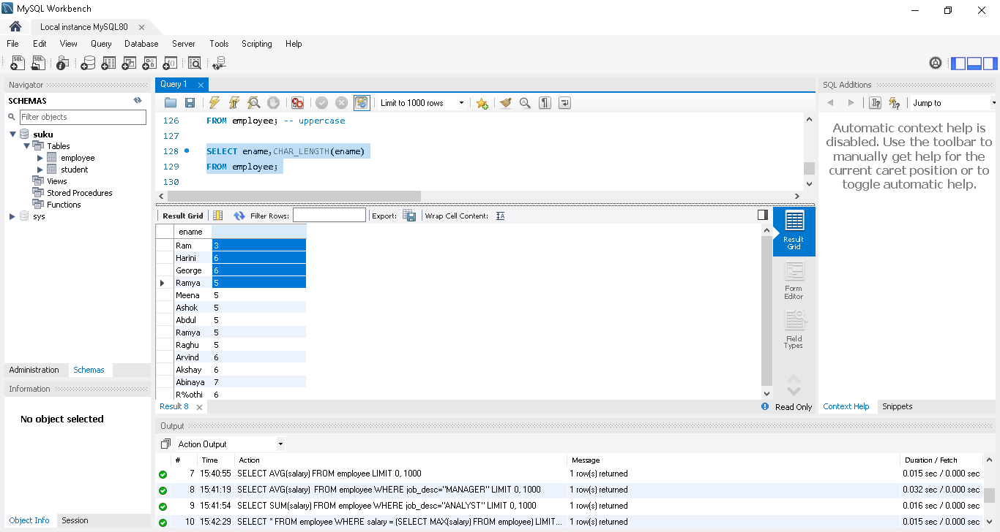 MySQL Workbench
Local instance MySQL80
File Edit View Query Database Server Tools Scripting Help
Navigator
SCHEMAS
Filter objects
suku
Tables
employee
student
Views
Stored Procedures
Functions
sys
Administration Schemas
Information
No object selected
Object Info Session
Query 1
Limit to 1000 rows
126 FROM employee; -- uppercase
127
128 SELECT ename,CHAR_LENGTH(ename)
129 FROM employee;
130
Result Grid Filter Rows: Export: Wrap Cell Content:
ename
Ram 3
Harini 6
George 6
Ramya 5
Meena 5
Ashok 5
Abdul 5
Ramya 5
Raghu 5
Arvind 6
Akshay 6
Abinaya 7
R%othi 6
Result Grid
Form Editor
Field Types
Result 8 Read Only
SQL Additions
Jump to
Automatic context help is
disabled. Use the toolbar to
manually get help for the
current caret position or to
toggle automatic help.
Context Help Snippets
Output
Action Output
# Time Action Message Duration / Fetch
7 15:40:55 SELECT AVG(salary) FROM employee LIMIT 0, 1000 1 row(s) returned 0.015 sec / 0.000 sec
8 15:41:19 SELECT AVG(salary) FROM employee WHERE job_desc="MANAGER" LIMIT 0, 1000 1 row(s) returned 0.032 sec / 0.000 sec
9 15:41:54 SELECT SUM(salary) FROM employee WHERE job_desc="ANALYST" LIMIT 0, 1000 1 row(s) returned 0.016 sec / 0.000 sec
10 15:42:29 SELECT * FROM employee WHERE salary = (SELECT MAX(salary) FROM employee) LIMIT... 1 row(s) returned 0.015 sec / 0.000 sec